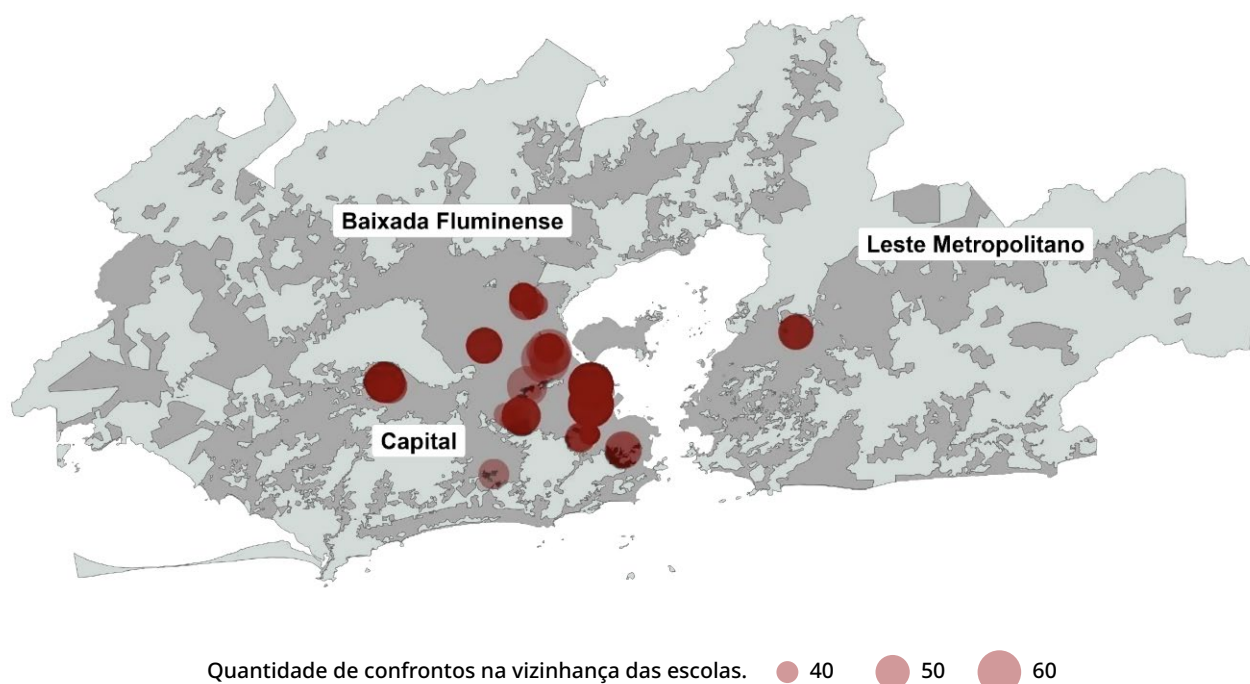 Baixada Fluminense
Leste Metropolitano
Capital
Quantidade de confrontos na vizinhança das escolas. 40 50 60